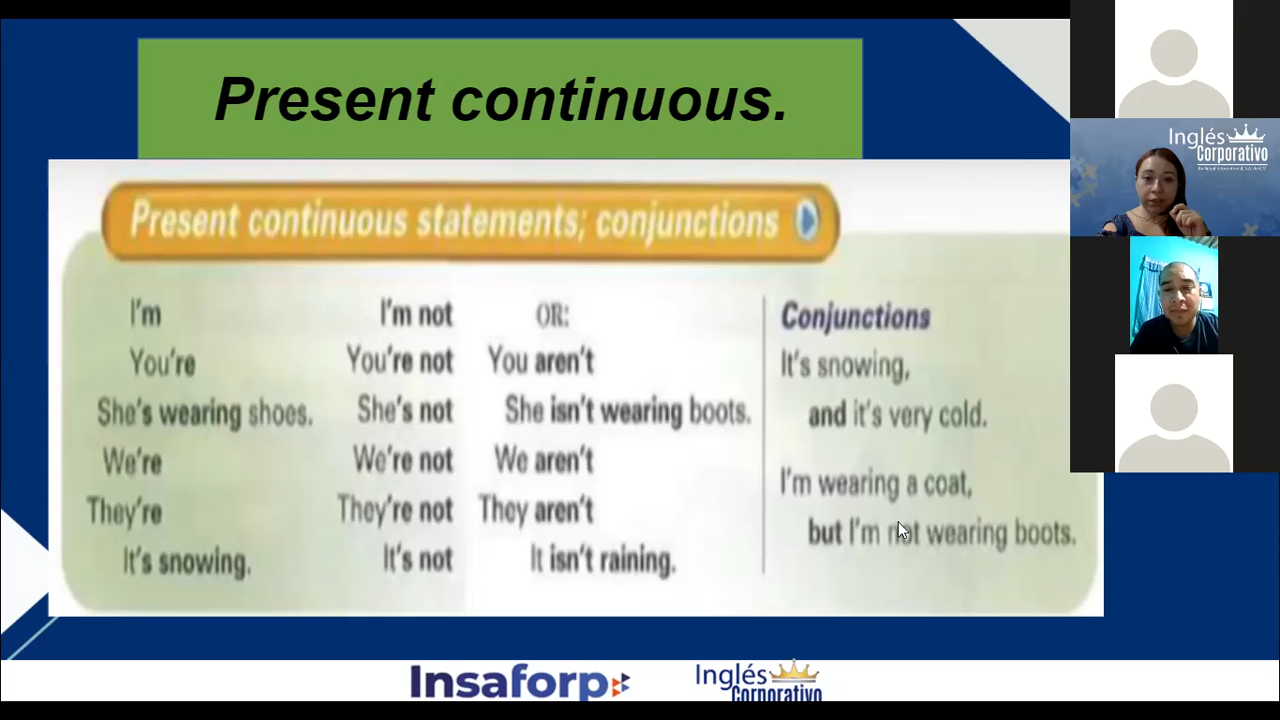 Present continuous.
Present continuous statements; conjunctions
I'm I'm not OR:
You're You're not You aren't
She's wearing shoes. She's not She isn't wearing boots.
We're We're not We aren't
They're They're not They aren't
It's snowing. It's not It isn't raining.
Conjunctions
It's snowing,
and it's very cold.
I'm wearing a coat,
but I'm not wearing boots.
Insaforp
Inglés
Corporativo
Inglés
Corporativo